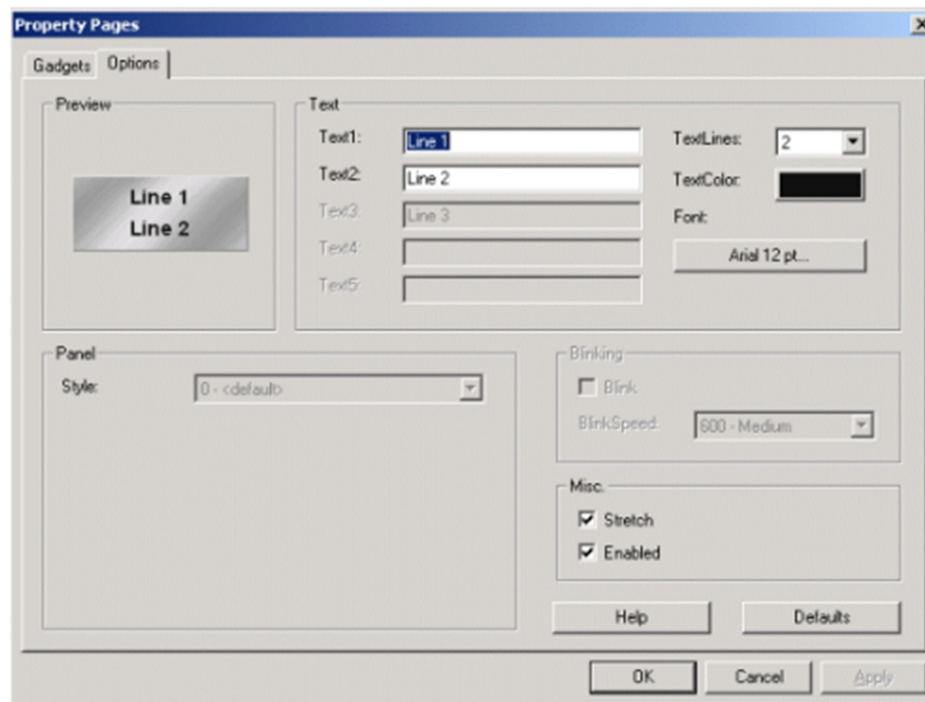 Property Pages
Gadgets Options
Preview
Line 1
Line 2
Text
Text1: Line 1
Text2: Line 2
Text3: Line 3
Text4:
Text5:
TextLines: 2
TextColor:
Font:
Arial 12 pt...
Panel
Style: 0 - <default>
Blinking
Blink
BlinkSpeed: 600 - Medium
Misc.
Stretch
Enabled
Help Defaults
OK Cancel Apply